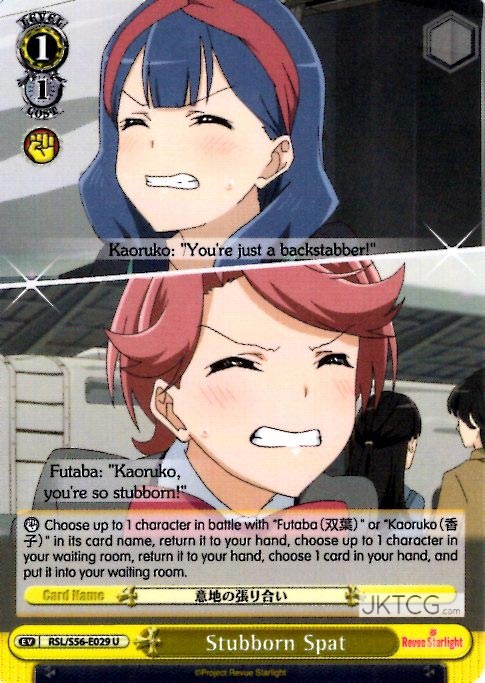 LEVEL
1
1
COST
Kaoruko: "You're just a backstabber!"
Futaba: "Kaoruko,
you're so stubborn!"
Choose up to 1 character in battle with "Futaba (双葉)" or "Kaoruko (香
子)" in its card name, return it to your hand, choose up to 1 character in
your waiting room, return it to your hand, choose 1 card in your hand, and
put it into your waiting room.
Card Name
意地の張り合い
JKTCG.com
EV
RSL/S56-E029 U
Stubborn Spat
Revue Starlight
©Project Revue Starlight